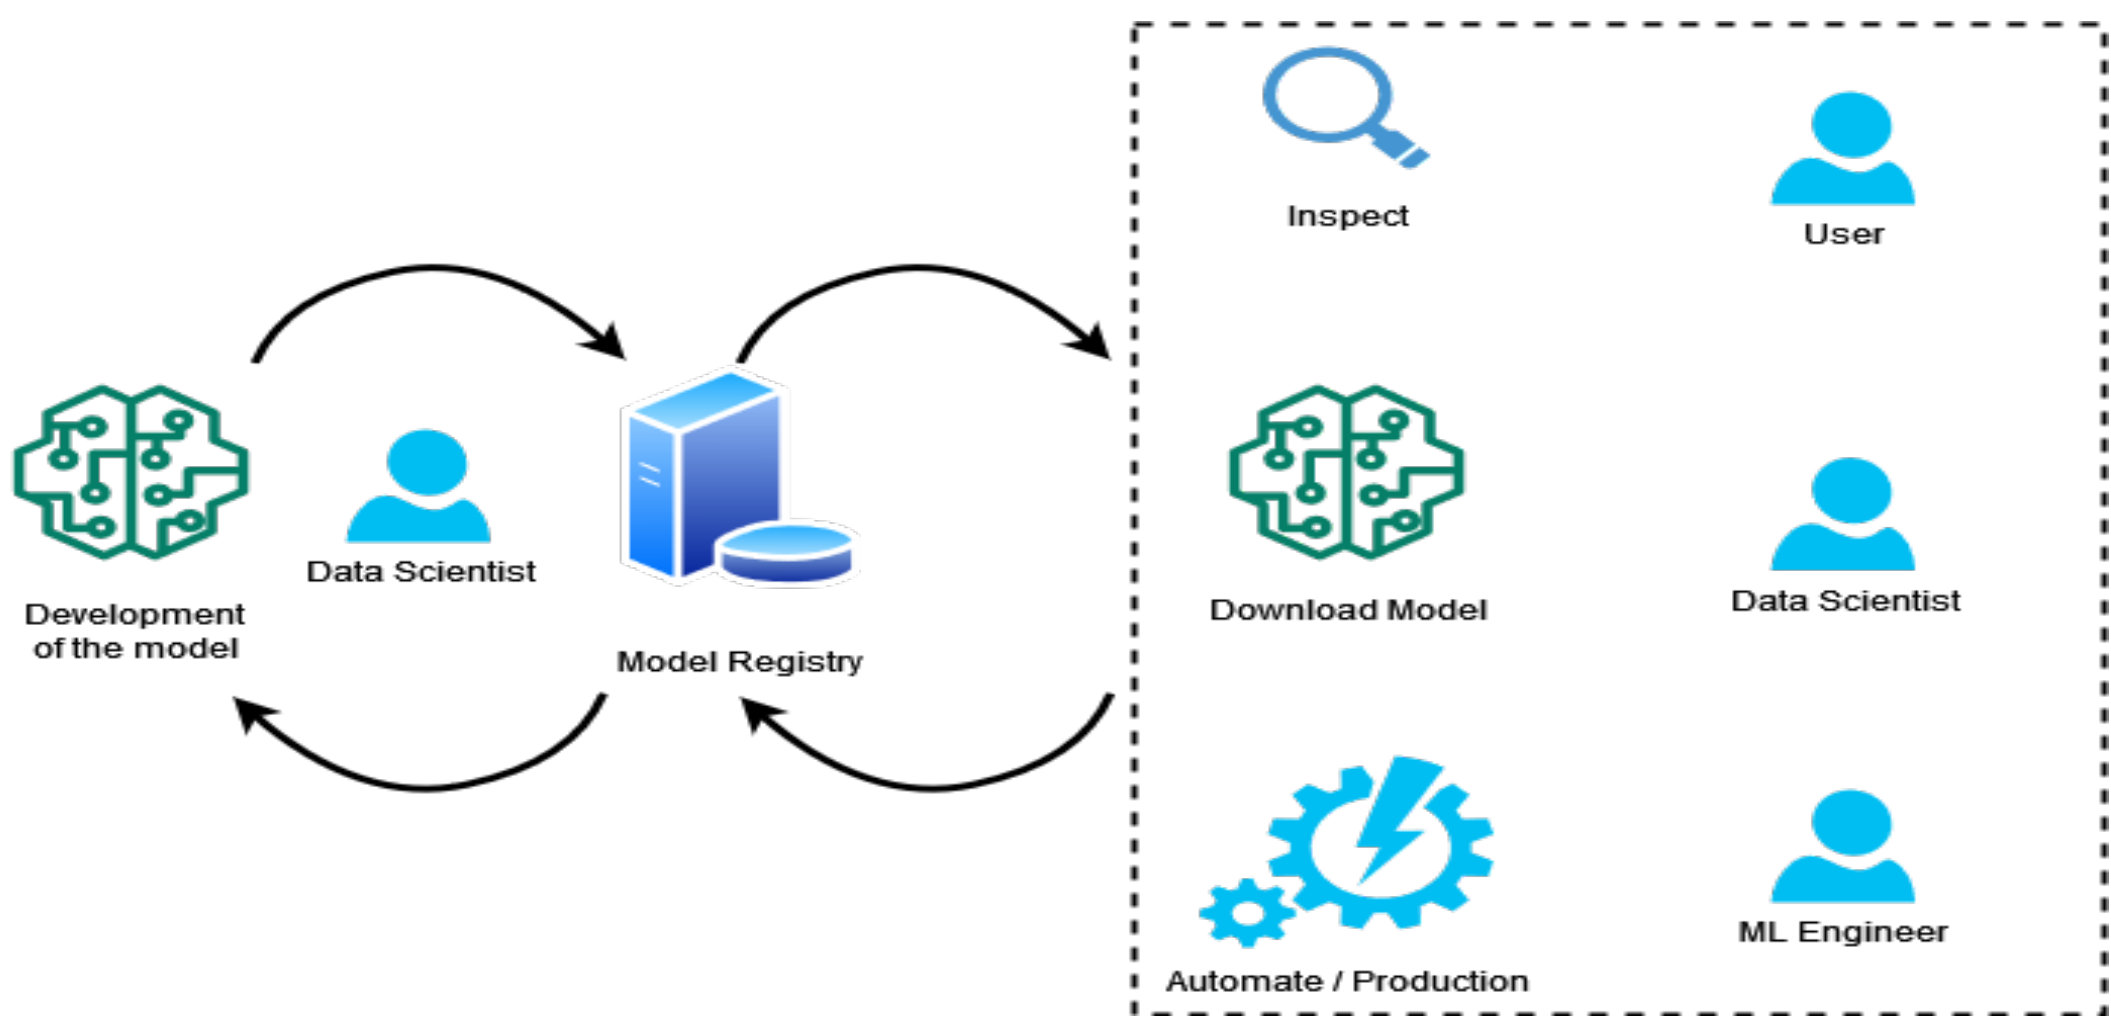 Inspect
User
Data Scientist
Development
of the model
Model Registry
Download Model
Data Scientist
Automate / Production
ML Engineer